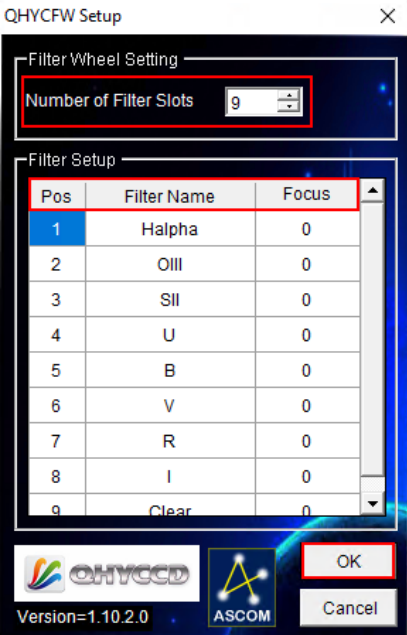 QHYCFW Setup
Filter Wheel Setting
Number of Filter Slots 9
Filter Setup
Pos Filter Name Focus
1 Halpha 0
2 OIII 0
3 SII 0
4 U 0
5 B 0
6 V 0
7 R 0
8 I 0
9 Clear 0
QHYCCD
OK
Version=1.10.2.0
ASCOM
Cancel